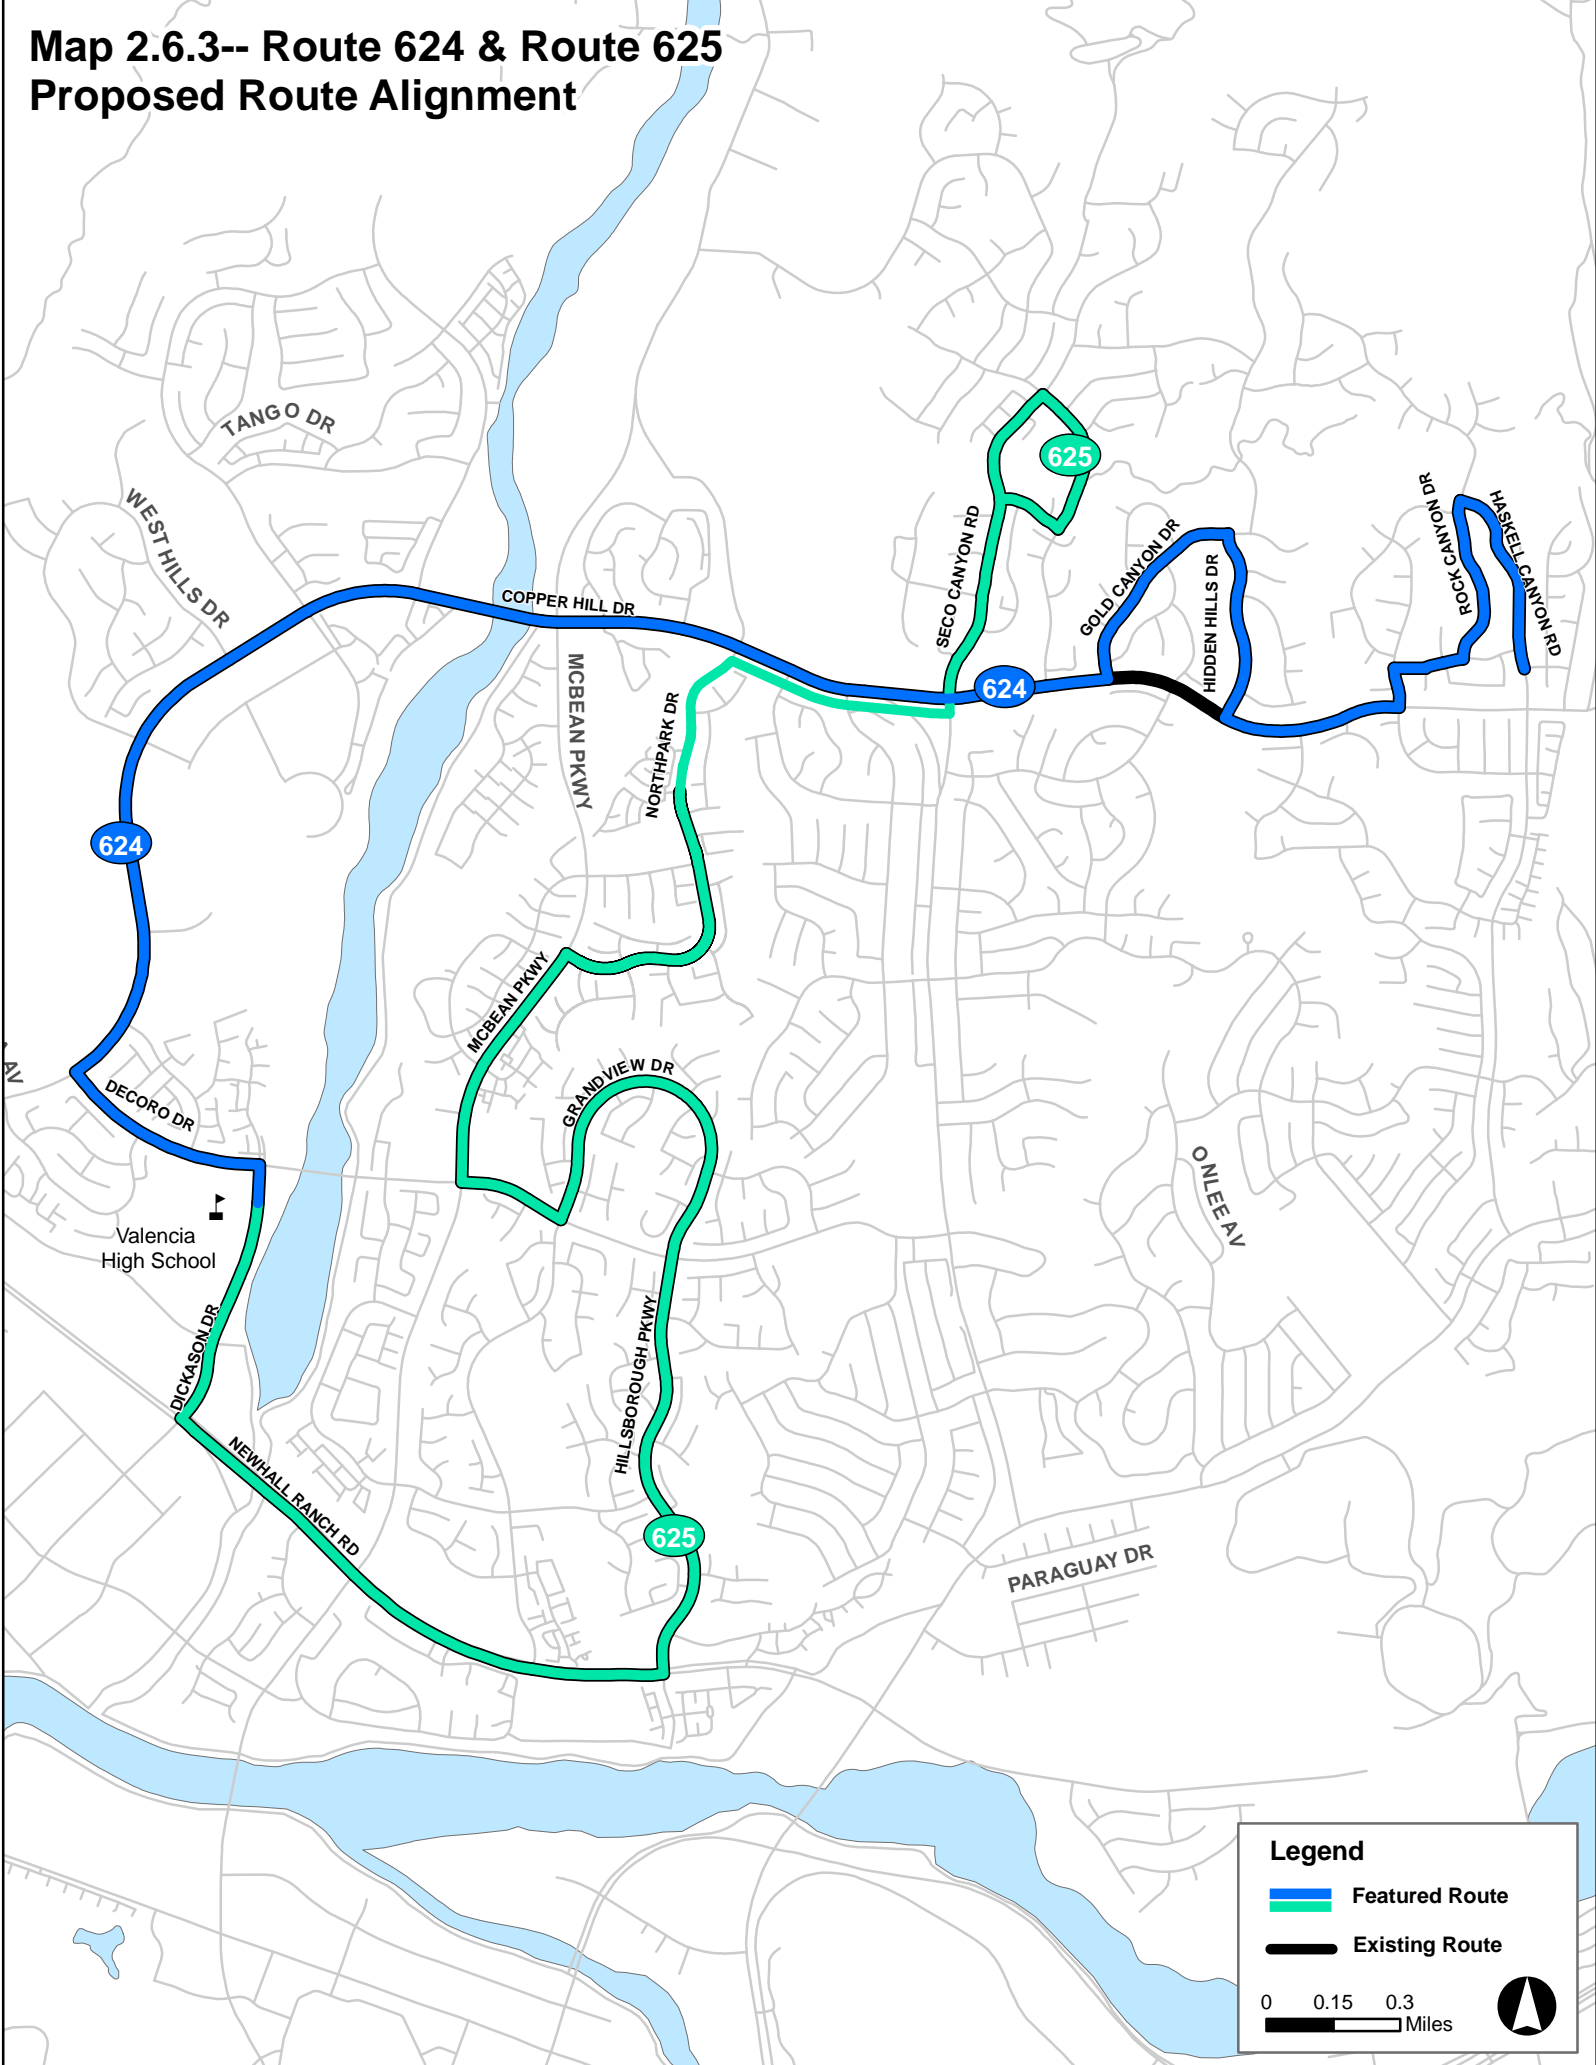 Map 2.6.3-- Route 624 & Route 625
Proposed Route Alignment
TANGO DR
WEST HILLS DR
625
SECO CANYON RD
GOLD CANYON DR
HIDDEN HILLS DR
ROCK CANYON DR
HASKELL CANYON RD
COPPER HILL DR
MCBEAN PKWY
NORTHPARK DR
624
624
MCBEAN PKWY
AV
DECORO DR
GRANDVIEW DR
ONLEE AV
Valencia
High School
DICKASON DR
HILLSBOROUGH PKWY
NEWHALL RANCH RD
625
PARAGUAY DR
Legend
Featured Route
Existing Route
0 0.15 0.3
Miles